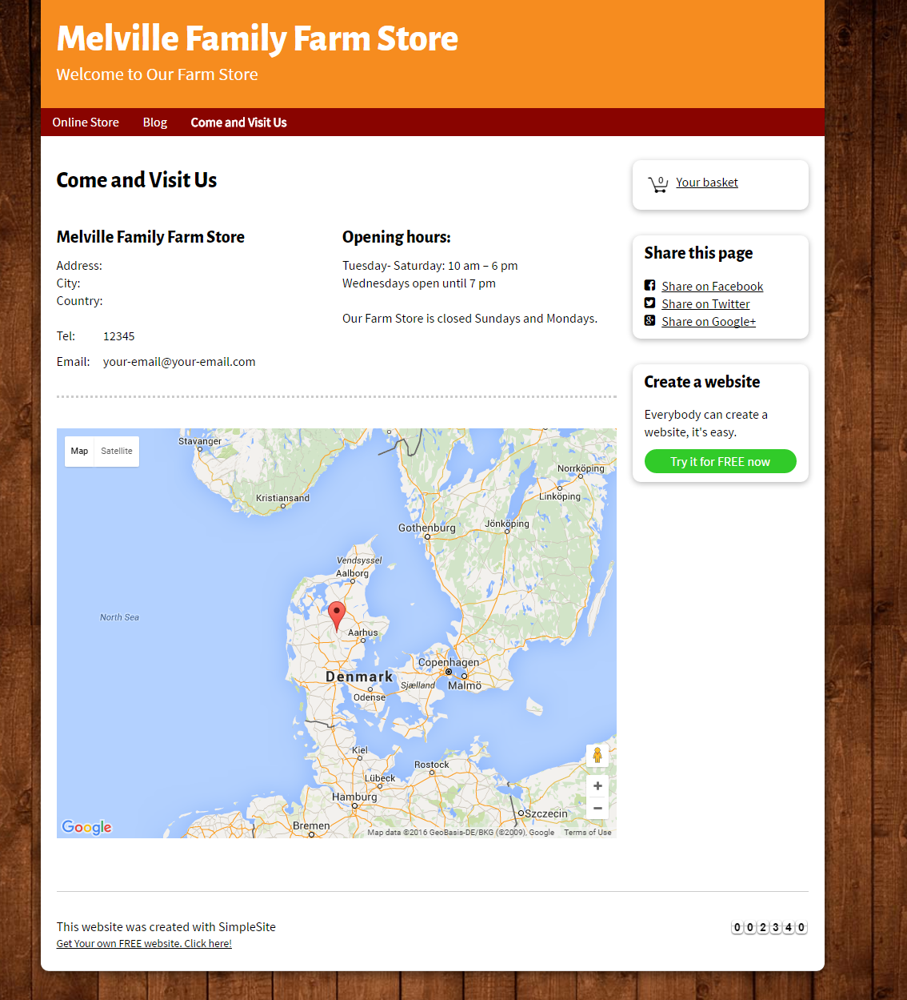 Melville Family Farm Store
Welcome to Our Farm Store
Online Store Blog Come and Visit Us
Come and Visit Us
Melville Family Farm Store
Address:
City:
Country:
Tel: 12345
Email: your-email@your-email.com
Opening hours:
Tuesday- Saturday: 10 am – 6 pm
Wednesdays open until 7 pm
Our Farm Store is closed Sundays and Mondays.
0 Your basket
Share this page
Share on Facebook
Share on Twitter
Share on Google+
Create a website
Everybody can create a
website, it's easy.
Try it for FREE now
Map Satellite
Stavanger
Norrköping
Kristiansand
Linköping
Gothenburg
Jönköping
Vendsyssel
Aalborg
North Sea
Aarhus
Copenhagen
Denmark
Sjælland
Malmö
Odense
Kiel
Rostock
Lübeck
Hamburg
Szczecin
Bremen
Google
Map data ©2016 GeoBasis-DE/BKG (©2009), Google Terms of Use
This website was created with SimpleSite
Get Your own FREE website. Click here!
002340